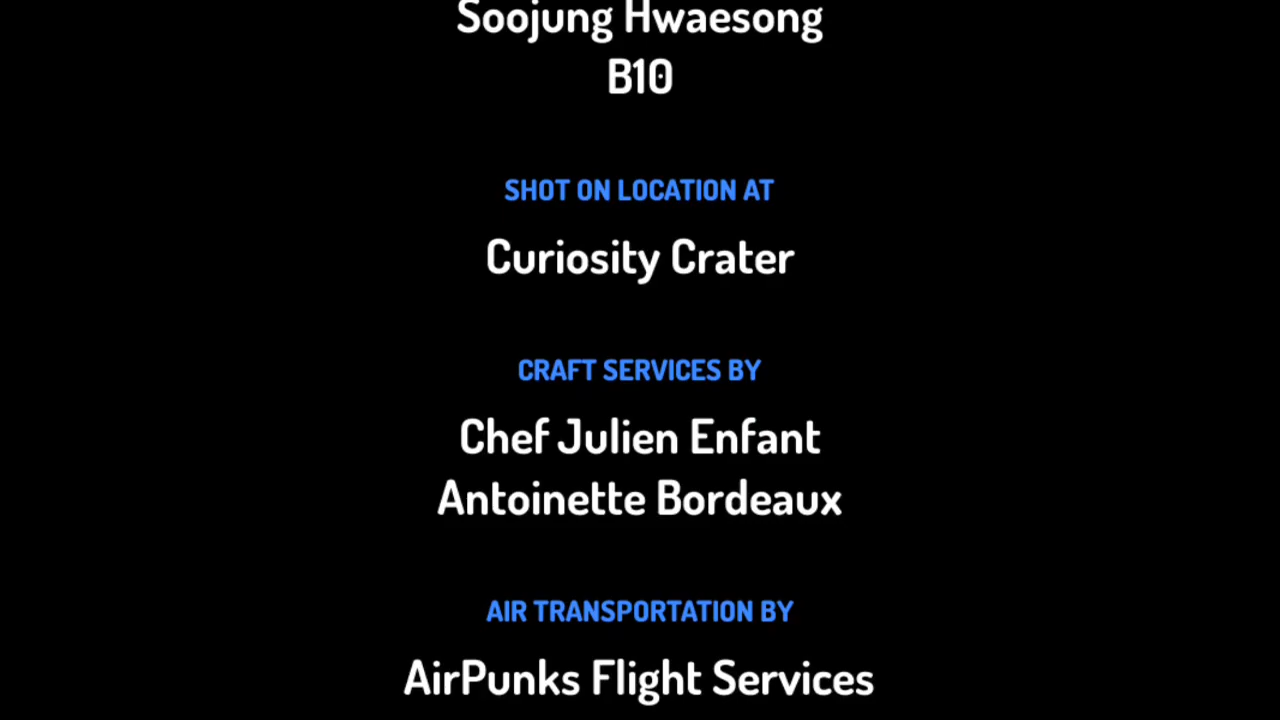 Soojung Hwaesong
B10
SHOT ON LOCATION AT
Curiosity Crater
CRAFT SERVICES BY
Chef Julien Enfant
Antoinette Bordeaux
AIR TRANSPORTATION BY
AirPunks Flight Services